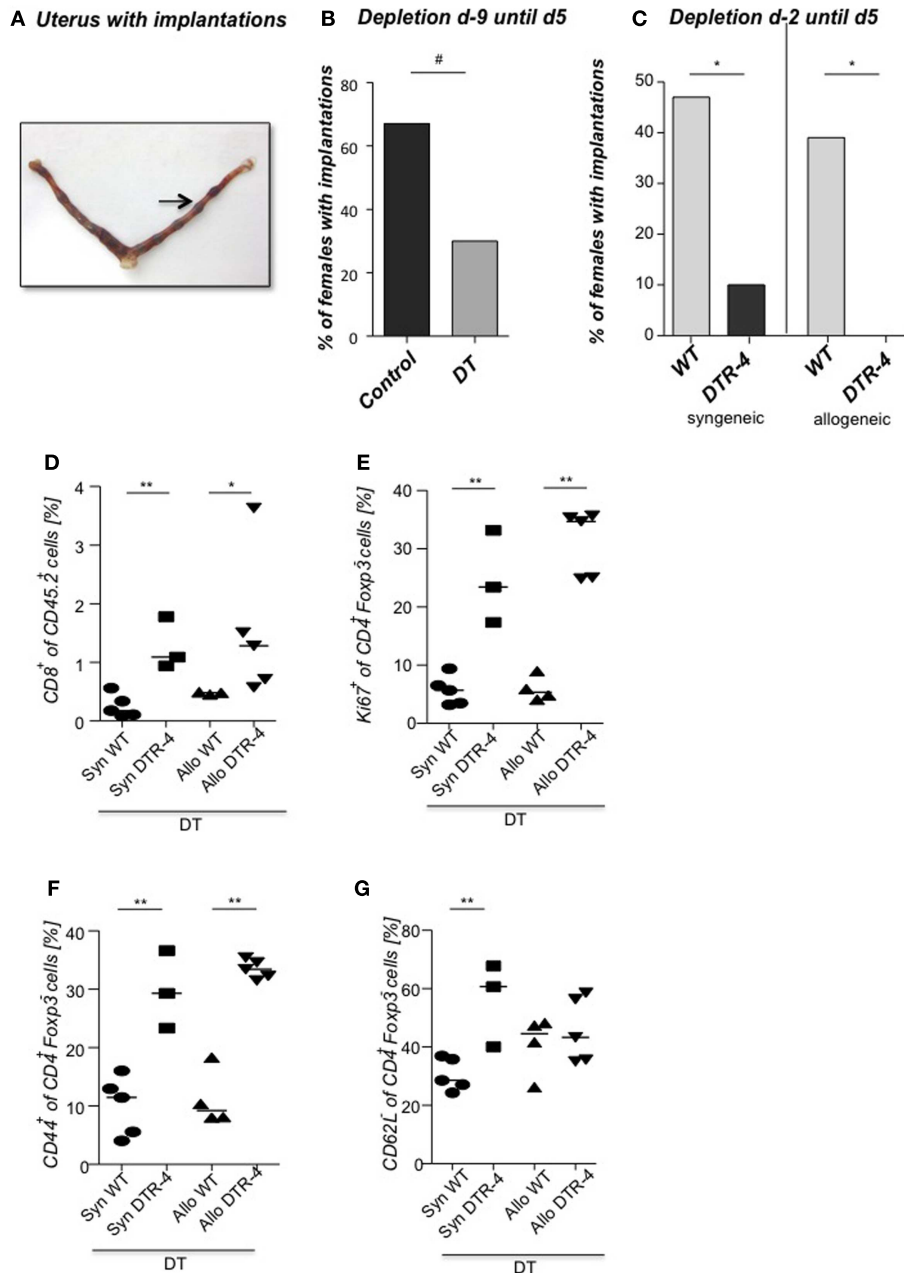 A Uterus with implantations
B Depletion d-9 until d5
#
% of females with implantations
80
60
40
20
0
Control
DT
C Depletion d-2 until d5
*
*
% of females with implantations
50
40
30
20
10
0
WT
DTR-4
WT
DTR-4
syngeneic
allogeneic
D
**
*
CD8+ of CD45.2+ cells [%]
4
3
2
1
0
Syn WT
Syn DTR-4
Allo WT
Allo DTR-4
DT
E
**
**
Ki67+ of CD4+ Foxp3- cells [%]
40
30
20
10
0
Syn WT
Syn DTR-4
Allo WT
Allo DTR-4
DT
F
**
**
CD44+ of CD4+ Foxp3- cells [%]
40
30
20
10
0
Syn WT
Syn DTR-4
Allo WT
Allo DTR-4
DT
G
**
CD62L- of CD4+ Foxp3- cells [%]
80
60
40
20
0
Syn WT
Syn DTR-4
Allo WT
Allo DTR-4
DT